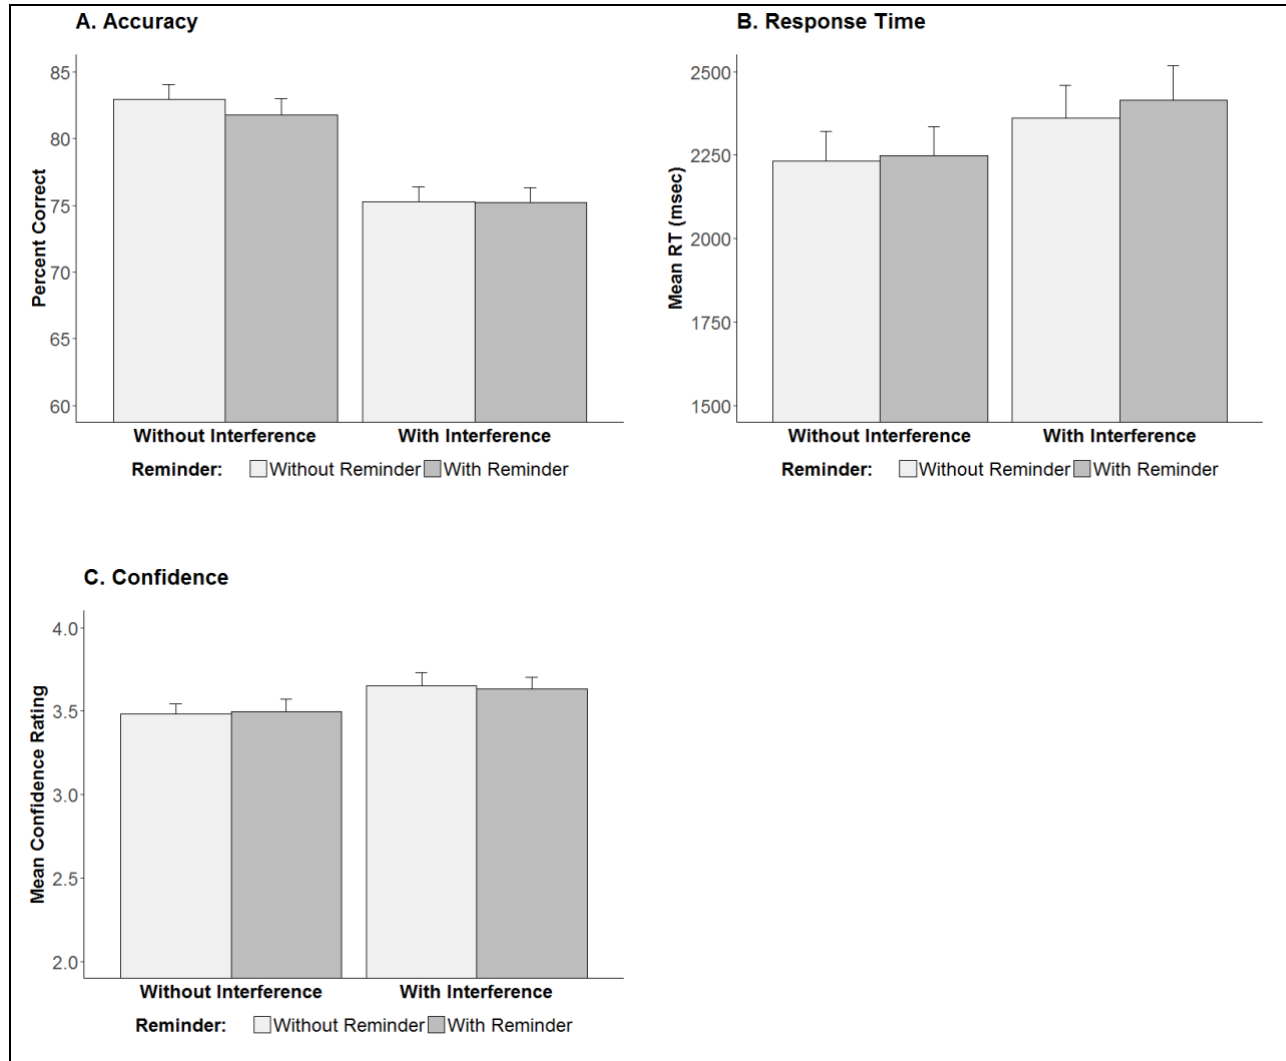 A. Accuracy
Percent Correct
85
80
75
70
65
60
Without Interference With Interference
Reminder: Without Reminder With Reminder
B. Response Time
Mean RT (msec)
2500
2250
2000
1750
1500
Without Interference With Interference
Reminder: Without Reminder With Reminder
C. Confidence
Mean Confidence Rating
4.0
3.5
3.0
2.5
2.0
Without Interference With Interference
Reminder: Without Reminder With Reminder